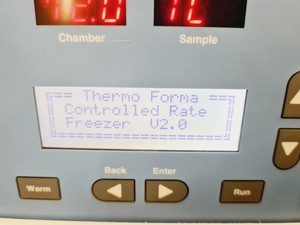 Chamber Sample
== Thermo Forma ==
Controlled Rate
Freezer V2.0
Back Enter
Warm Run